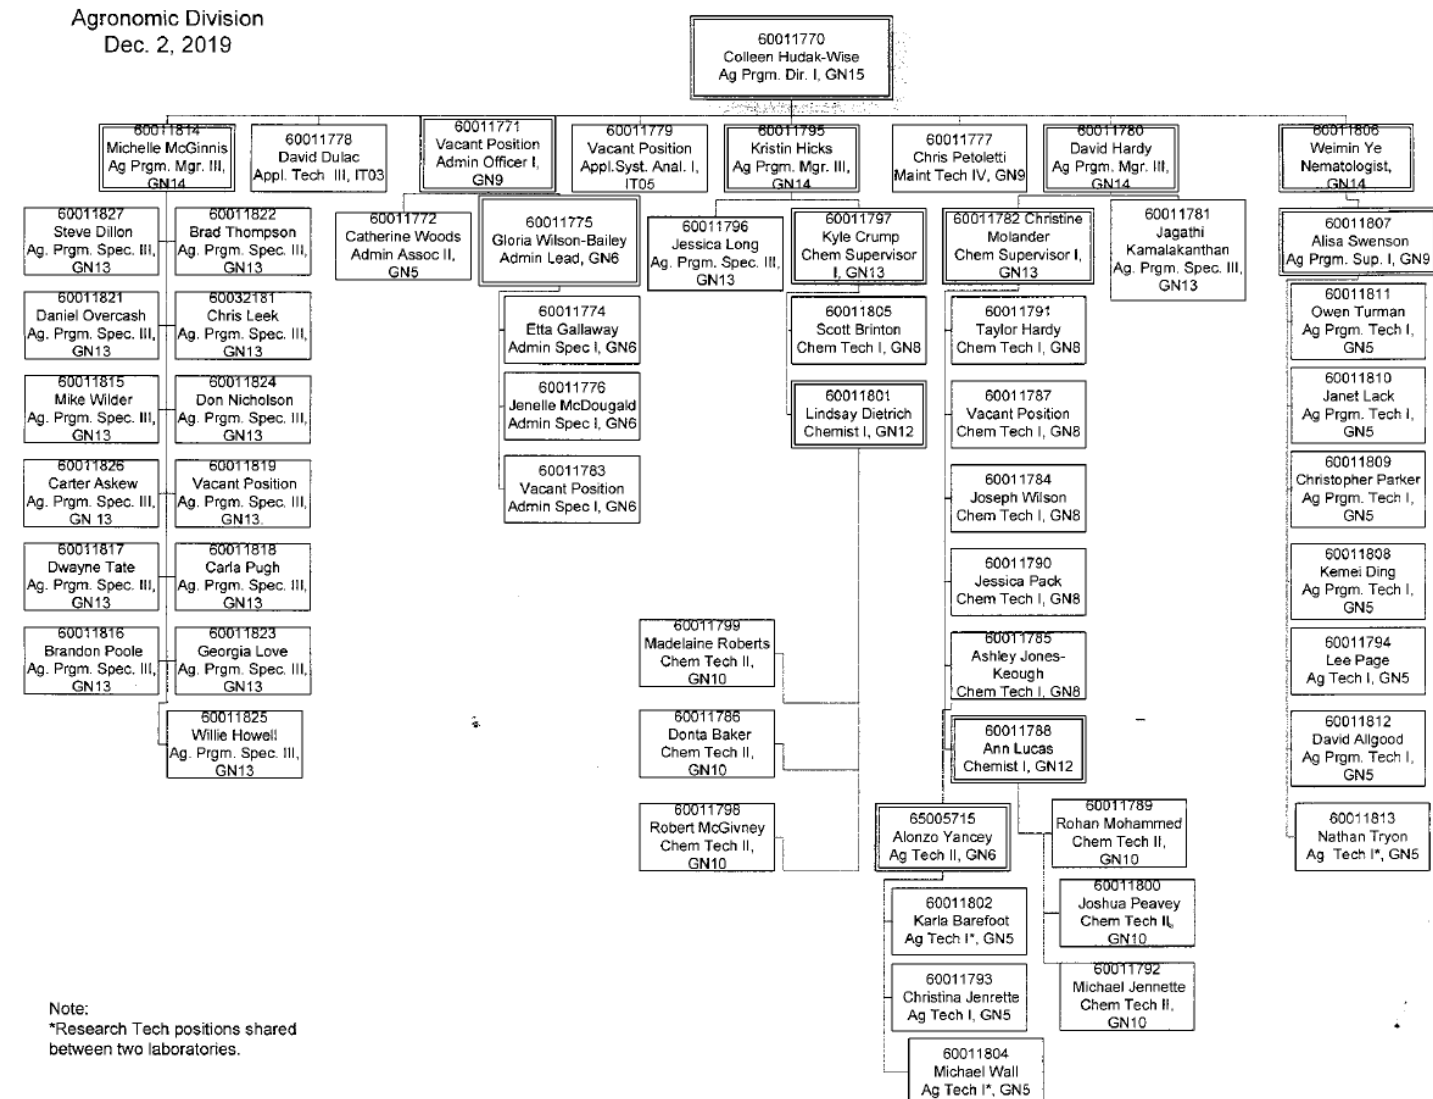 Agronomic Division
Dec. 2, 2019
60011770
Colleen Hudak-Wise
Ag Prgm. Dir. I, GN15
60011814
Michelle McGinnis
Ag Prgm. Mgr. III,
GN14
60011778
David Dulac
Appl. Tech III, IT03
60011771
Vacant Position
Admin Officer I,
GN9
60011779
Vacant Position
Appl.Syst. Anal. I,
IT05
60011795
Kristin Hicks
Ag Prgm. Mgr. III,
GN14
60011777
Chris Petoletti
Maint Tech IV, GN9
60011780
David Hardy
Ag Prgm. Mgr. III,
GN14
60011806
Weimin Ye
Nematologist,
GN14
60011827
Steve Dillon
Ag. Prgm. Spec. III,
GN13
60011822
Brad Thompson
Ag. Prgm. Spec. III,
GN13
60011821
Daniel Overcash
Ag. Prgm. Spec. III,
GN13
60032181
Chris Leek
Ag. Prgm. Spec. III,
GN13
60011815
Mike Wilder
Ag. Prgm. Spec. III,
GN13
60011824
Don Nicholson
Ag. Prgm. Spec. III,
GN13
60011826
Carter Askew
Ag. Prgm. Spec. III,
GN 13
60011819
Vacant Position
Ag. Prgm. Spec. III,
GN13.
60011817
Dwayne Tate
Ag. Prgm. Spec. III,
GN13
60011818
Carla Pugh
Ag. Prgm. Spec. III,
GN13
60011816
Brandon Poole
Ag. Prgm. Spec. III,
GN13
60011823
Georgia Love
Ag. Prgm. Spec. III,
GN13
60011825
Willie Howell
Ag. Prgm. Spec. III,
GN13
60011772
Catherine Woods
Admin Assoc II,
GN5
60011775
Gloria Wilson-Bailey
Admin Lead, GN6
60011774
Etta Gallaway
Admin Spec I, GN6
60011776
Jenelle McDougald
Admin Spec I, GN6
60011783
Vacant Position
Admin Spec I, GN6
60011796
Jessica Long
Ag. Prgm. Spec. III,
GN13
60011797
Kyle Crump
Chem Supervisor
I, GN13
60011805
Scott Brinton
Chem Tech I, GN8
60011801
Lindsay Dietrich
Chemist I, GN12
60011799
Madelaine Roberts
Chem Tech II,
GN10
60011786
Donta Baker
Chem Tech II,
GN10
60011798
Robert McGivney
Chem Tech II,
GN10
60011782 Christine
Molander
Chem Supervisor I,
GN13
60011781
Jagathi
Kamalakanthan
Ag. Prgm. Spec. III,
GN13
60011791
Taylor Hardy
Chem Tech I, GN8
60011787
Vacant Position
Chem Tech I, GN8
60011784
Joseph Wilson
Chem Tech I, GN8
60011790
Jessica Pack
Chem Tech I, GN8
60011785
Ashley Jones-
Keough
Chem Tech I, GN8
60011788
Ann Lucas
Chemist I, GN12
65005715
Alonzo Yancey
Ag Tech II, GN6
60011789
Rohan Mohammed
Chem Tech II,
GN10
60011802
Karla Barefoot
Ag Tech I*, GN5
60011800
Joshua Peavey
Chem Tech II,
GN10
60011793
Christina Jenrette
Ag Tech I, GN5
60011792
Michael Jennette
Chem Tech II,
GN10
60011804
Michael Wall
Ag Tech I*, GN5
60011807
Alisa Swenson
Ag Prgm. Sup. I, GN9
60011811
Owen Turman
Ag Prgm. Tech I,
GN5
60011810
Janet Lack
Ag Prgm. Tech I,
GN5
60011809
Christopher Parker
Ag Prgm. Tech I,
GN5
60011808
Kemei Ding
Ag Prgm. Tech I,
GN5
60011794
Lee Page
Ag Tech I, GN5
60011812
David Allgood
Ag Prgm. Tech I,
GN5
60011813
Nathan Tryon
Ag Tech I*, GN5
Note:
*Research Tech positions shared
between two laboratories.